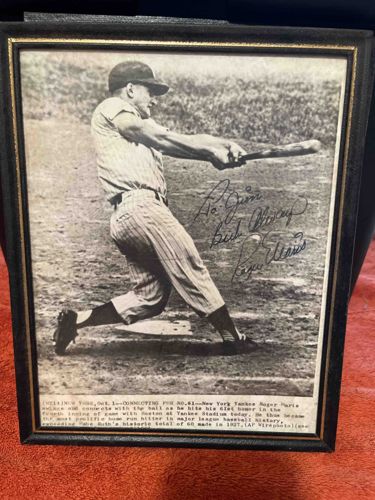 To Jim
Best Always
Roger Maris
NEW YORK, Oct. 1--CONNECTING FOR NO. 61--New York Yankee Roger Maris
swings and connects with the ball as he hits his 61st homer in the
fourth inning of game with Boston at Yankee Stadium today. He thus became
the most prolific home run hitter in major league baseball history,
exceeding Babe Ruth's historic total of 60 made in 1927. (AP Wirephoto)